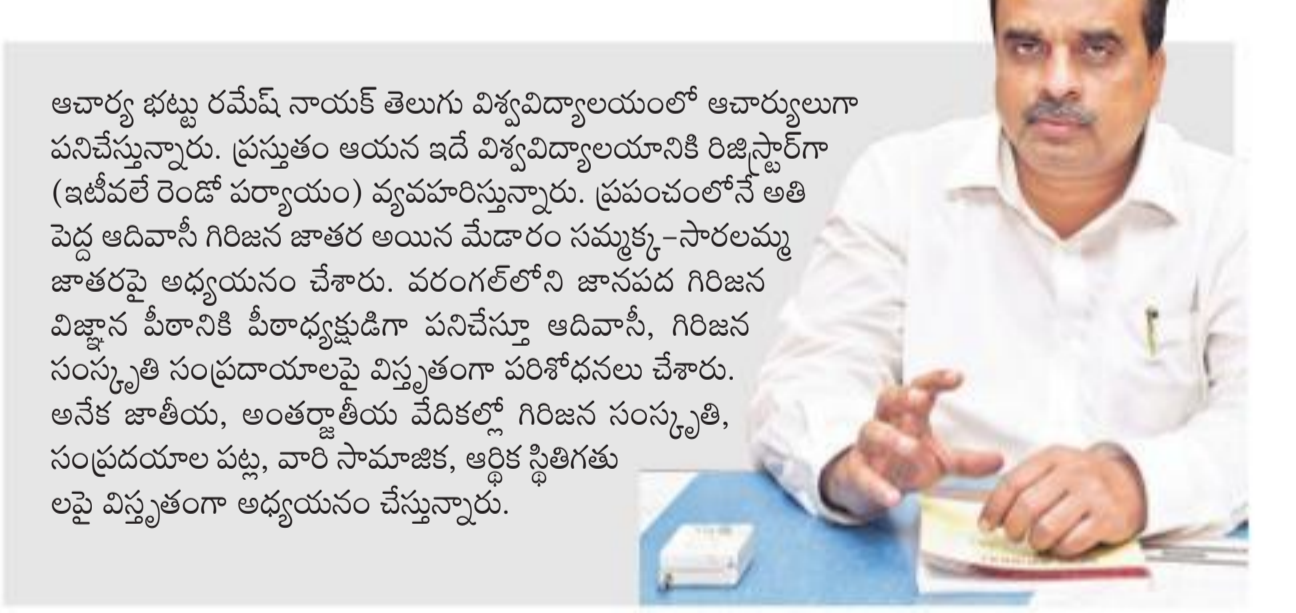 ఆచార్య భట్టు రమేష్ నాయక్ తెలుగు విశ్వవిద్యాలయంలో ఆచార్యులుగా
పనిచేస్తున్నారు. ప్రస్తుతం ఆయన ఇదే విశ్వవిద్యాలయానికి రిజిస్ట్రార్‌గా
(ఇటీవలే రెండో పర్యాయం) వ్యవహరిస్తున్నారు. ప్రపంచంలోనే అతి
పెద్ద ఆదివాసీ గిరిజన జాతర అయిన మేడారం సమ్మక్క–సారలమ్మ
జాతరపై అధ్యయనం చేశారు. వరంగల్‌లోని జానపద గిరిజన
విజ్ఞాన పీఠానికి పీఠాధ్యక్షుడిగా పనిచేస్తూ ఆదివాసీ, గిరిజన
సంస్కృతి సంప్రదాయాలపై విస్తృతంగా పరిశోధనలు చేశారు.
అనేక జాతీయ, అంతర్జాతీయ వేదికల్లో గిరిజన సంస్కృతి,
సంప్రదయాల పట్ల, వారి సామాజిక, ఆర్థిక స్థితిగతు
లపై విస్తృతంగా అధ్యయనం చేస్తున్నారు.